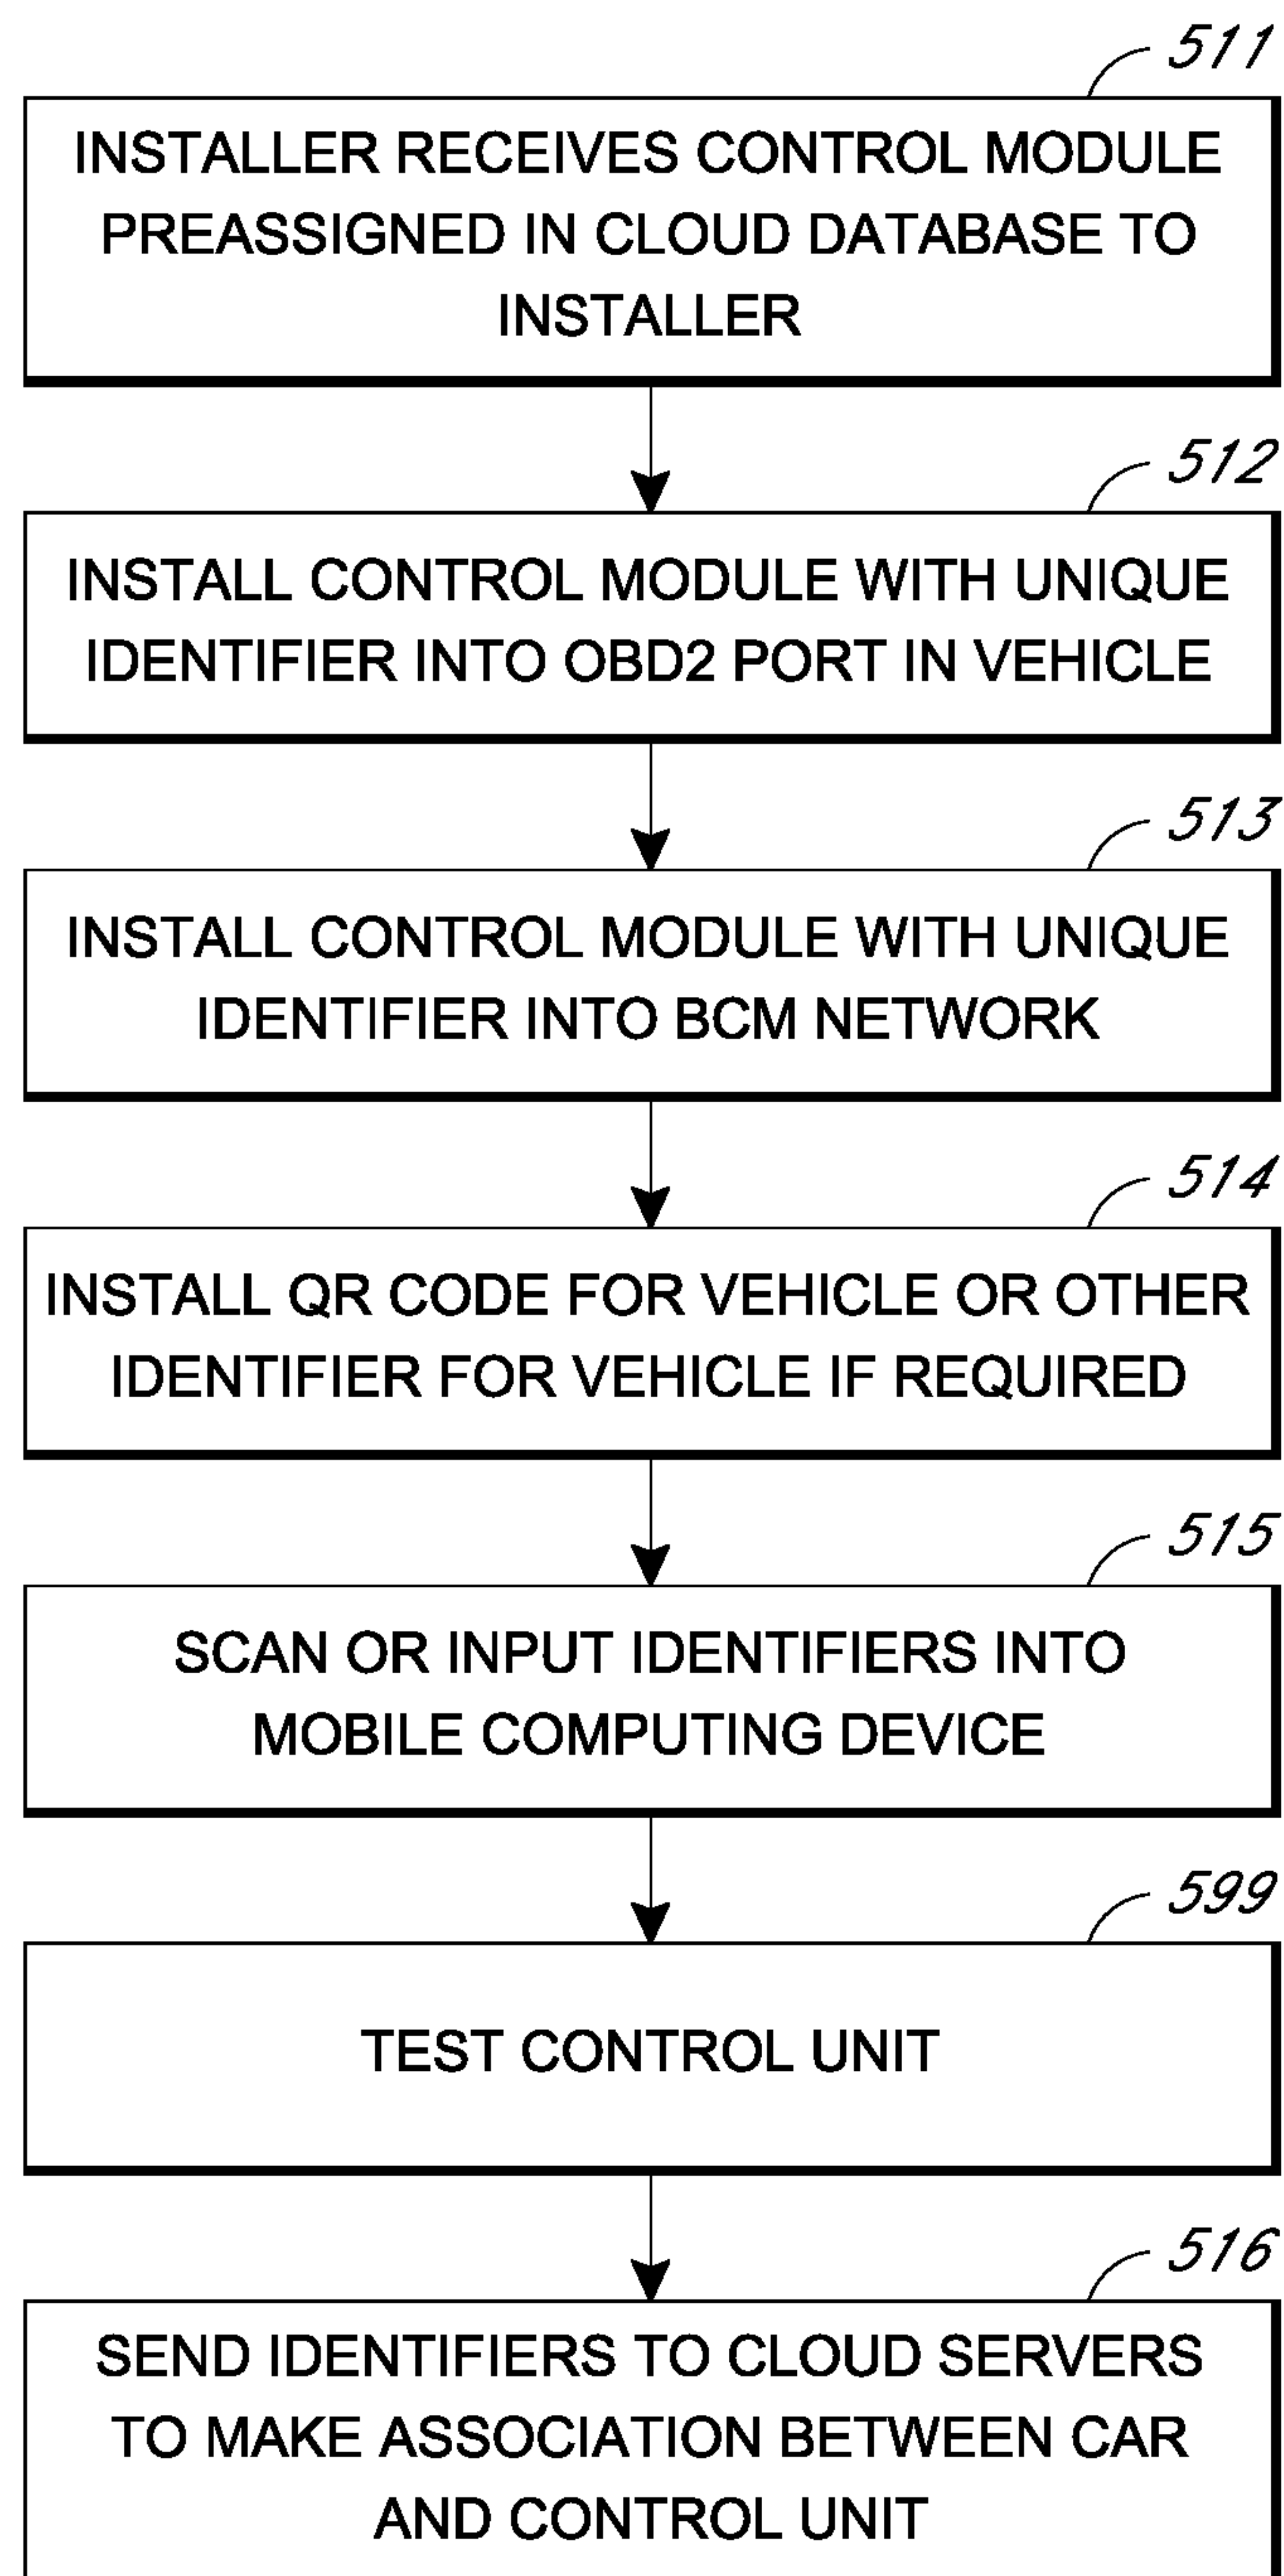 511
INSTALLER RECEIVES CONTROL MODULE
PREASSIGNED IN CLOUD DATABASE TO
INSTALLER
512
INSTALL CONTROL MODULE WITH UNIQUE
IDENTIFIER INTO OBD2 PORT IN VEHICLE
513
INSTALL CONTROL MODULE WITH UNIQUE
IDENTIFIER INTO BCM NETWORK
514
INSTALL QR CODE FOR VEHICLE OR OTHER
IDENTIFIER FOR VEHICLE IF REQUIRED
515
SCAN OR INPUT IDENTIFIERS INTO
MOBILE COMPUTING DEVICE
599
TEST CONTROL UNIT
516
SEND IDENTIFIERS TO CLOUD SERVERS
TO MAKE ASSOCIATION BETWEEN CAR
AND CONTROL UNIT